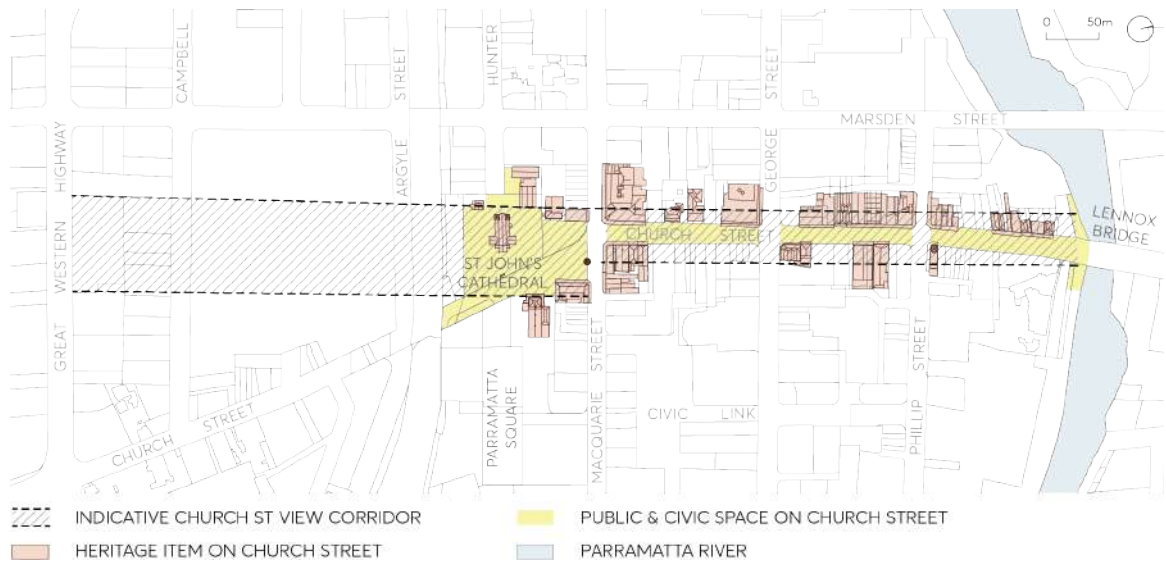 0 50m
CAMPBELL
STREET
HUNTER
STREET
MARSDEN STREET
HIGHWAY
ARGYLE
GEORGE
LENNOX
BRIDGE
CHURCH STREET
WESTERN
ST JOHN'S
CATHEDRAL
GREAT
STREET
STREET
PARRAMATTA
SQUARE
CIVIC LINK
CHURCH STREET
MACQUARIE
PHILLIP
INDICATIVE CHURCH ST VIEW CORRIDOR
PUBLIC & CIVIC SPACE ON CHURCH STREET
HERITAGE ITEM ON CHURCH STREET
PARRAMATTA RIVER